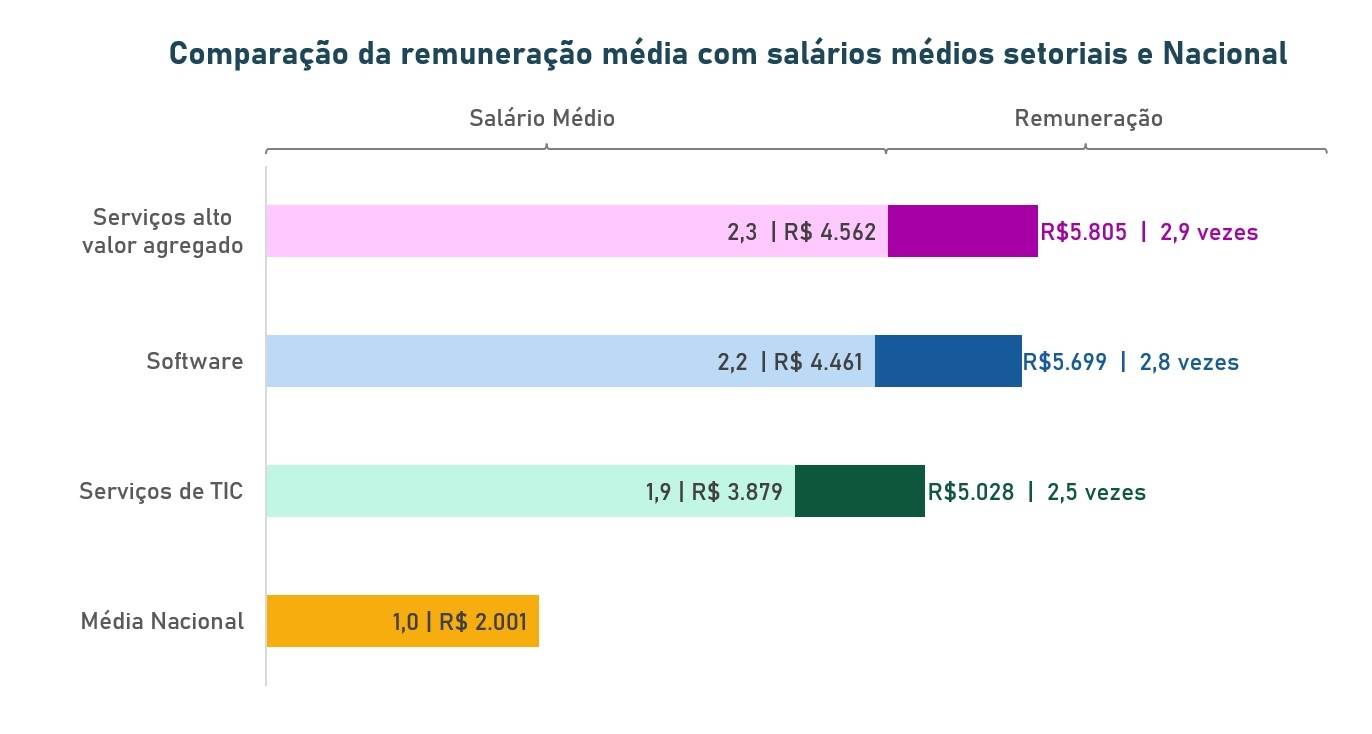 Comparação da remuneração média com salários médios setoriais e Nacional
Salário Médio
Remuneração
Serviços alto
valor agregado
2,3 | R$ 4.562
R$5.805 | 2,9 vezes
Software
2,2 | R$ 4.461
R$5.699 | 2,8 vezes
Serviços de TIC
1,9 | R$ 3.879
R$5.028 | 2,5 vezes
Média Nacional
1,0 | R$ 2.001